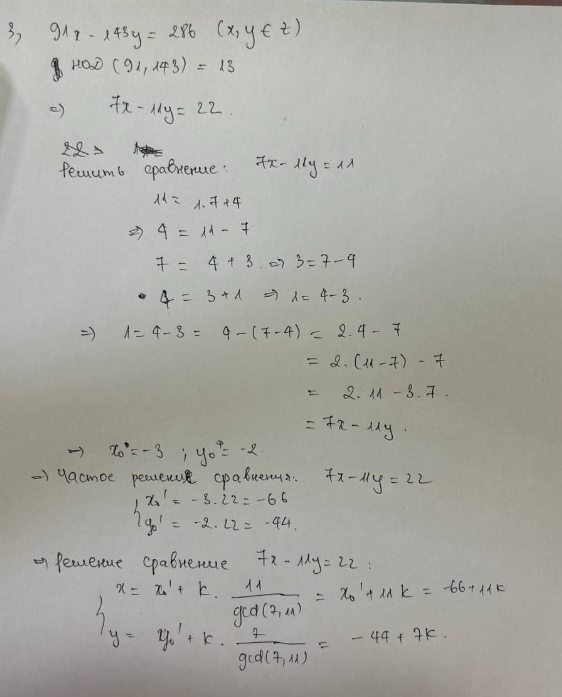 3, 91x - 143y = 286 (x, y ∈ z)
НОД (91, 143) = 13
=> 7x - 11y = 22
22 =
Решить сравнение: 7x - 11y = 11
11 = 1.7 + 4
=> 4 = 11 - 7
7 = 4 + 3 => 3 = 7 - 4
• 4 = 3 + 1 => 1 = 4 - 3.
=> 1 = 4 - 3 = 4 - (7 - 4) = 2.4 - 7
= 2.(11 - 7) - 7
= 2.11 - 3.7.
= 7x - 11y.
=> x₀* = -3 ; y₀* = -2.
=> Частое решение сравнения: 7x - 11y = 22
{ x₀' = -3.22 = -66
y₀' = -2.22 = -44.
=> Решение сравнение 7x - 11y = 22 :
{ x = x₀' + k . 11 / gcd(7, 11) = x₀' + 11k = -66 + 11k
y = y₀' + k . 7 / gcd(7, 11) = -44 + 7k.